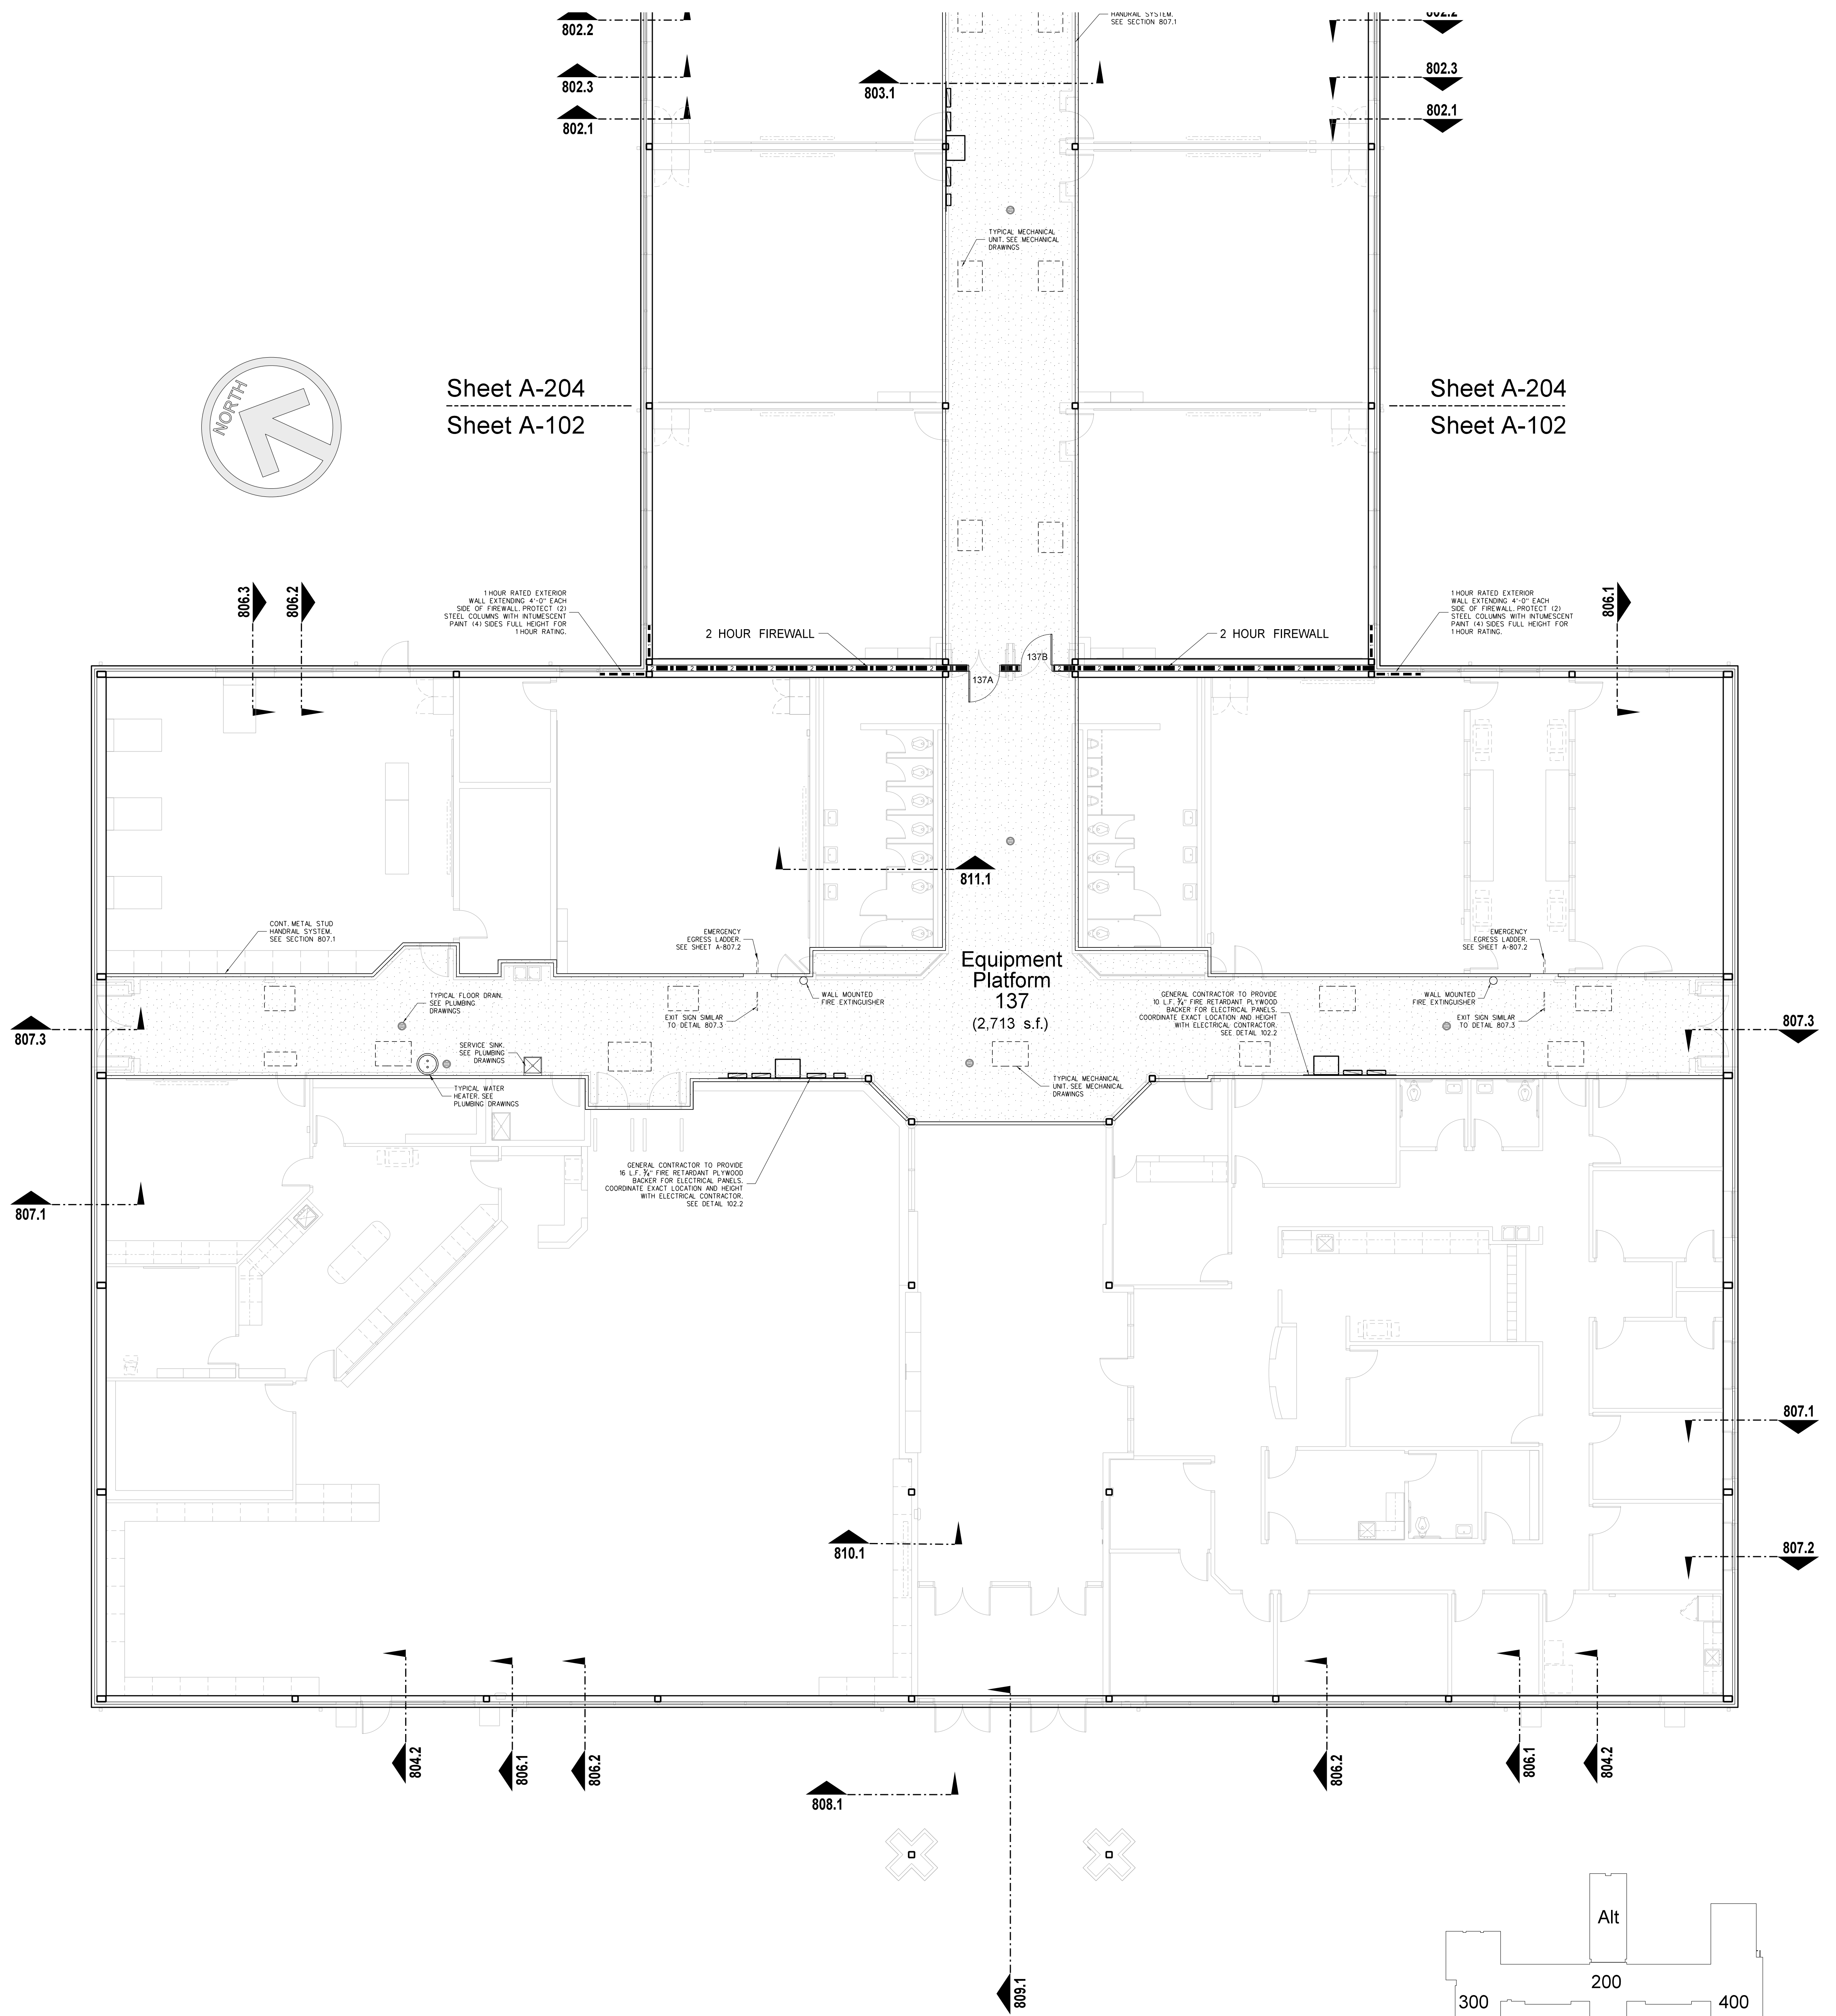 802.2
HANDRAIL SYSTEM.
SEE SECTION 807.1
802.2
802.3
803.1
802.3
802.1
802.1
TYPICAL MECHANICAL
UNIT. SEE MECHANICAL
DRAWINGS
NORTH
Sheet A-204
Sheet A-102
Sheet A-204
Sheet A-102
806.3
806.2
1 HOUR RATED EXTERIOR
WALL EXTENDING 4'-0" EACH
SIDE OF FIREWALL. PROTECT (2)
STEEL COLUMNS WITH INTUMESCENT
PAINT (4) SIDES FULL HEIGHT FOR
1 HOUR RATING.
2 HOUR FIREWALL
137B
137A
2 HOUR FIREWALL
1 HOUR RATED EXTERIOR
WALL EXTENDING 4'-0" EACH
SIDE OF FIREWALL. PROTECT (2)
STEEL COLUMNS WITH INTUMESCENT
PAINT (4) SIDES FULL HEIGHT FOR
1 HOUR RATING.
806.1
811.1
CONT. METAL STUD
HANDRAIL SYSTEM.
SEE SECTION 807.1
EMERGENCY
EGRESS LADDER.
SEE SHEET A-807.2
EMERGENCY
EGRESS LADDER.
SEE SHEET A-807.2
Equipment
Platform
137
(2,713 s.f.)
TYPICAL FLOOR DRAIN.
SEE PLUMBING
DRAWINGS
WALL MOUNTED
FIRE EXTINGUISHER
EXIT SIGN SIMILAR
TO DETAIL 807.3
GENERAL CONTRACTOR TO PROVIDE
10 L.F. ¾" FIRE RETARDANT PLYWOOD
BACKER FOR ELECTRICAL PANELS.
COORDINATE EXACT LOCATION AND HEIGHT
WITH ELECTRICAL CONTRACTOR.
SEE DETAIL 102.2
WALL MOUNTED
FIRE EXTINGUISHER
EXIT SIGN SIMILAR
TO DETAIL 807.3
807.3
807.3
SERVICE SINK.
SEE PLUMBING
DRAWINGS
TYPICAL WATER
HEATER. SEE
PLUMBING DRAWINGS
TYPICAL MECHANICAL
UNIT. SEE MECHANICAL
DRAWINGS
GENERAL CONTRACTOR TO PROVIDE
16 L.F. ¾" FIRE RETARDANT PLYWOOD
BACKER FOR ELECTRICAL PANELS.
COORDINATE EXACT LOCATION AND HEIGHT
WITH ELECTRICAL CONTRACTOR.
SEE DETAIL 102.2
807.1
807.1
810.1
807.2
804.2
806.1
806.2
806.2
806.1
804.2
808.1
809.1
Alt
200
300
400